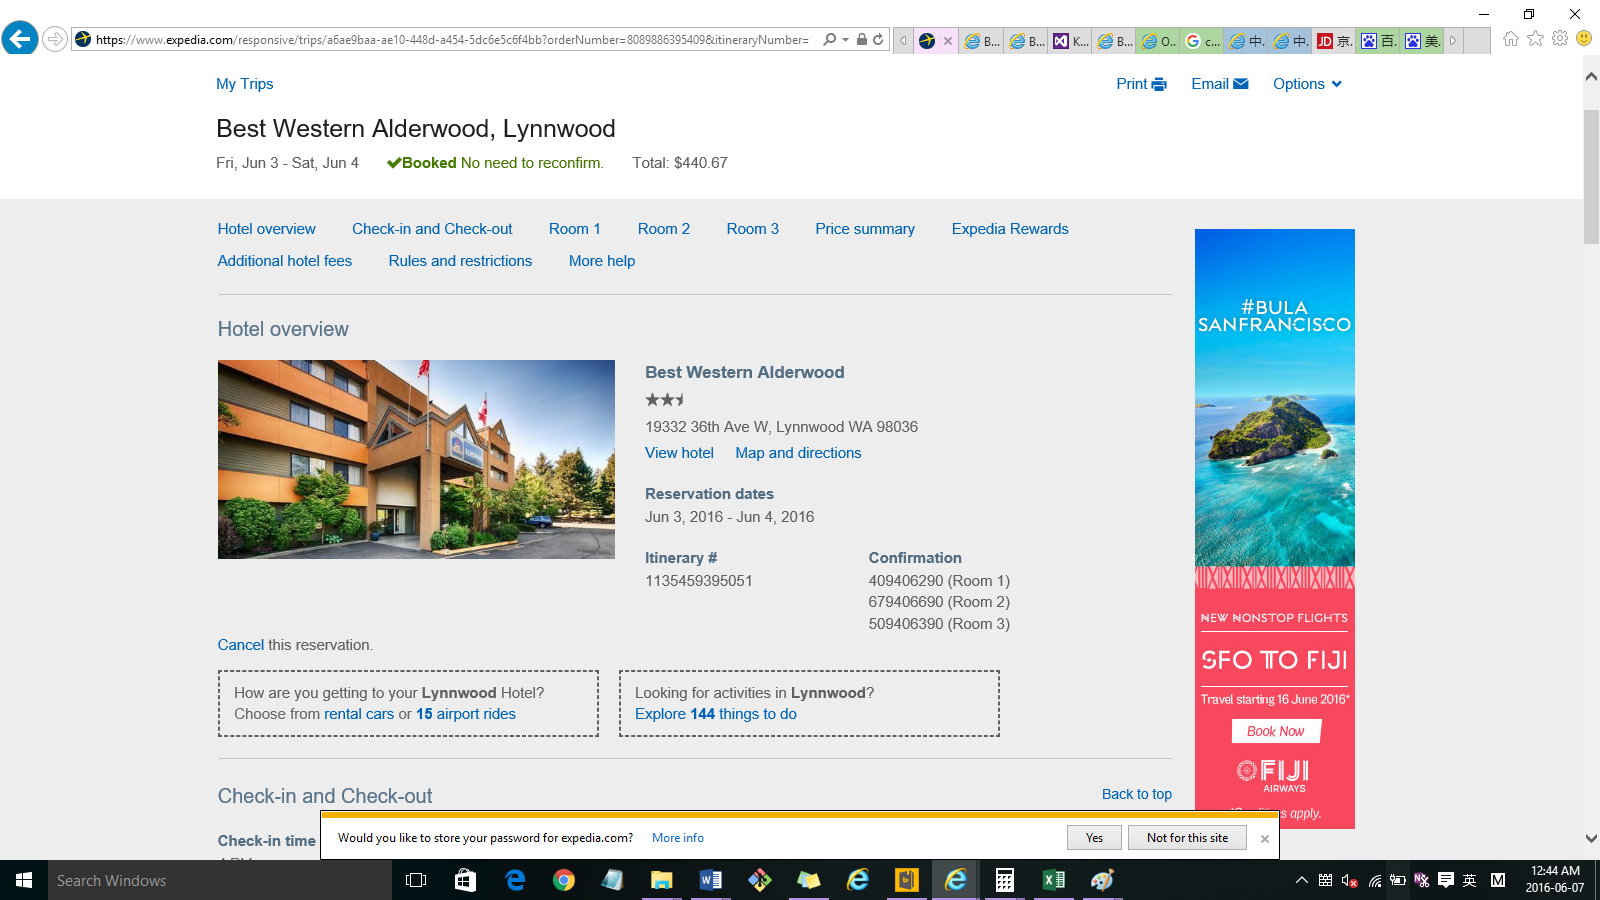 https://www.expedia.com/responsive/trips/a6ae9baa-ae10-448d-a454-5dc6e5c6f4bb?orderNumber=8089886395409&itineraryNumber=
B...
B...
K...
B...
O...
c...
中...
中...
JD 京...
百...
美...
My Trips
Print
Email
Options
Best Western Alderwood, Lynnwood
Fri, Jun 3 - Sat, Jun 4
Booked No need to reconfirm.
Total: $440.67
Hotel overview
Check-in and Check-out
Room 1
Room 2
Room 3
Price summary
Expedia Rewards
Additional hotel fees
Rules and restrictions
More help
Hotel overview
Best Western Alderwood
19332 36th Ave W, Lynnwood WA 98036
View hotel
Map and directions
Reservation dates
Jun 3, 2016 - Jun 4, 2016
Itinerary #
1135459395051
Confirmation
409406290 (Room 1)
679406690 (Room 2)
509406390 (Room 3)
Cancel this reservation.
How are you getting to your Lynnwood Hotel?
Choose from rental cars or 15 airport rides
Looking for activities in Lynnwood?
Explore 144 things to do
Check-in and Check-out
Back to top
Check-in time
#BULA
SANFRANCISCO
NEW NONSTOP FLIGHTS
SFO TO FIJI
Travel starting 16 June 2016*
Book Now
FIJI
AIRWAYS
apply.
Would you like to store your password for expedia.com?
More info
Yes
Not for this site
Search Windows
英
M
12:44 AM
2016-06-07